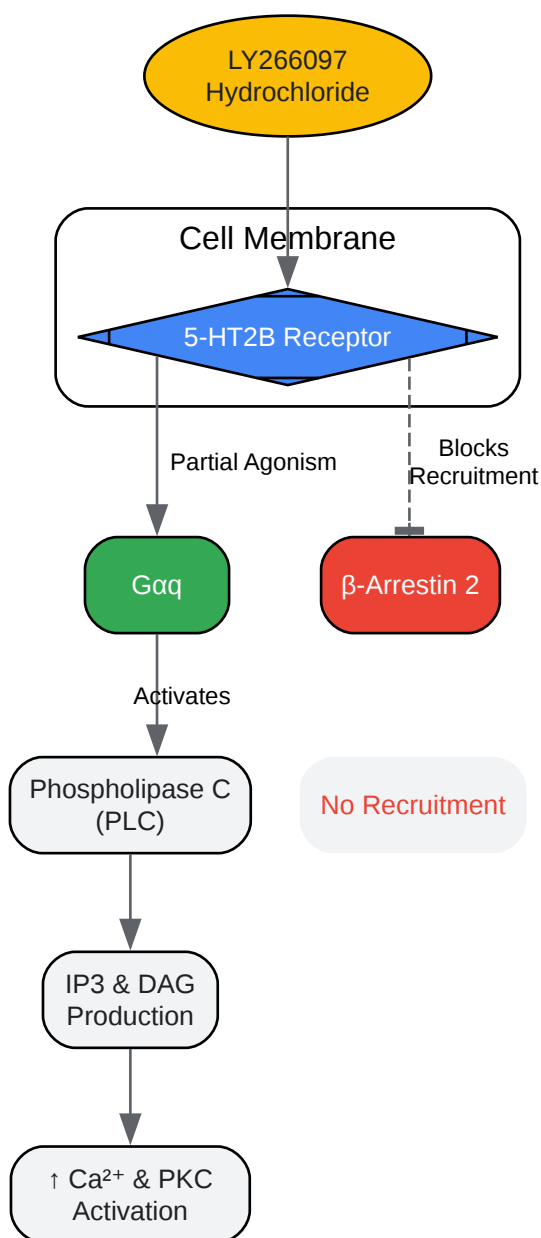 LY266097
Hydrochloride
Cell Membrane
5-HT2B Receptor
Partial Agonism
Blocks
Recruitment
Gαq
β-Arrestin 2
Activates
Phospholipase C
(PLC)
No Recruitment
IP3 & DAG
Production
↑ Ca²⁺ & PKC
Activation